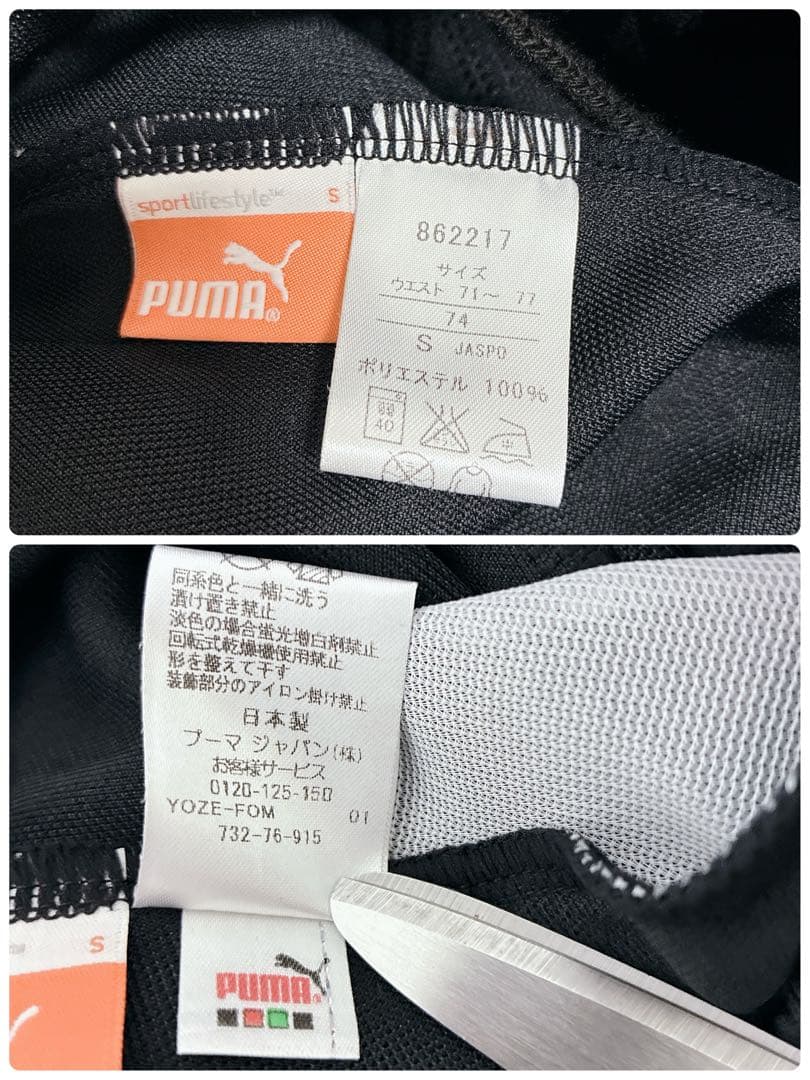 sportlifestyle™ S
PUMA®
862217
サイズ
ウエスト 71～ 77
74
S JASPO
ポリエステル 100%
40
中
同系色と一緒に洗う
漬け置き禁止
淡色の場合蛍光増白剤禁止
回転式乾燥機使用禁止
形を整えて干す
装飾部分のアイロン掛け禁止
日本製
プーマ ジャパン(株)
お客様サービス
0120-125-150
YOZE-FOM 01
732-76-915
S
PUMA®